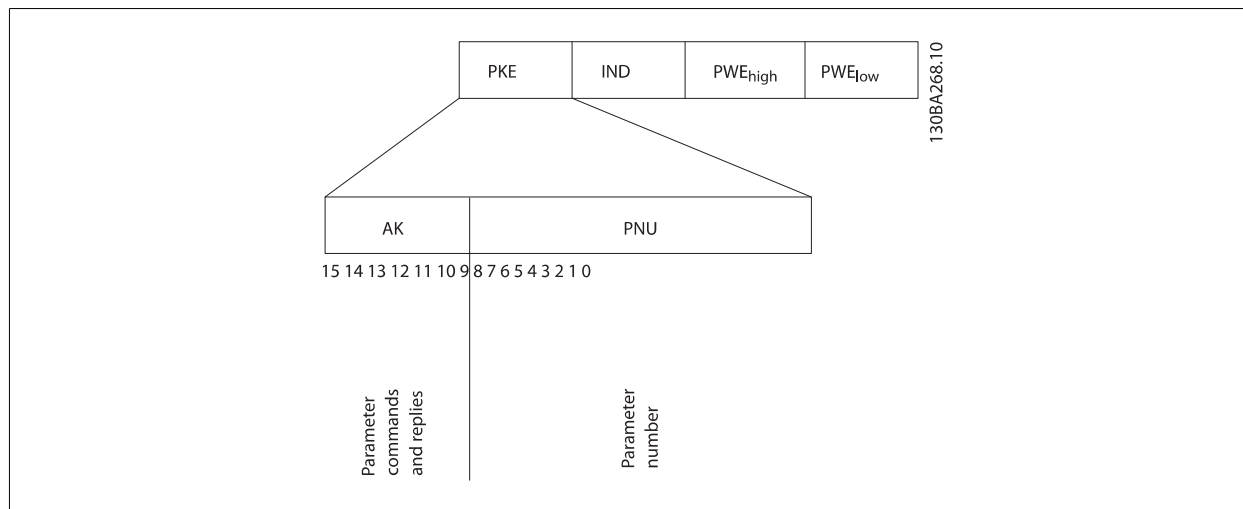 PKE IND PWEhigh PWElow
130BA268.10
AK PNU
15 14 13 12 11 10 9 8 7 6 5 4 3 2 1 0
Parameter
commands
and replies
Parameter
number